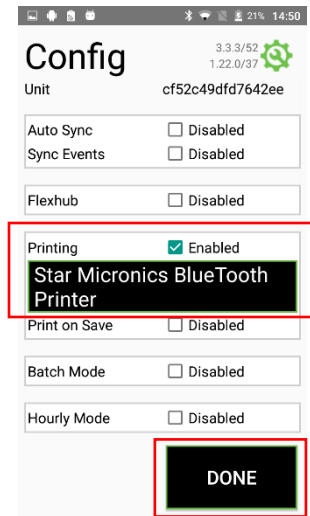 21% 14:50
Config
3.3.3/52
1.22.0/37
Unit cf52c49dfd7642ee
Auto Sync Disabled
Sync Events Disabled
Flexhub Disabled
Printing Enabled
Star Micronics BlueTooth
Printer
Print on Save Disabled
Batch Mode Disabled
Hourly Mode Disabled
DONE